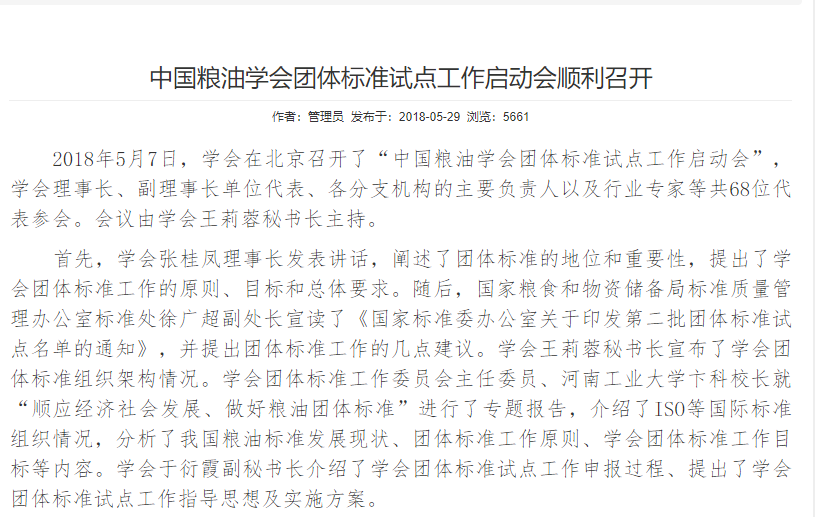 中国粮油学会团体标准试点工作启动会顺利召开
作者：管理员 发布于：2018-05-29 浏览：5661
2018年5月7日，学会在北京召开了“中国粮油学会团体标准试点工作启动会”，
学会理事长、副理事长单位代表、各分支机构的主要负责人以及行业专家等共68位代
表参会。会议由学会王莉蓉秘书长主持。
首先，学会张桂凤理事长发表讲话，阐述了团体标准的地位和重要性，提出了学
会团体标准工作的原则、目标和总体要求。随后，国家粮食和物资储备局标准质量管
理办公室标准处徐广超副处长宣读了《国家标准委办公室关于印发第二批团体标准试
点名单的通知》，并提出团体标准工作的几点建议。学会王莉蓉秘书长宣布了学会团
体标准组织架构情况。学会团体标准工作委员会主任委员、河南工业大学卞科校长就
“顺应经济社会发展、做好粮油团体标准”进行了专题报告，介绍了ISO等国际标准
组织情况，分析了我国粮油标准发展现状、团体标准工作原则、学会团体标准工作目
标等内容。学会于衍霞副秘书长介绍了学会团体标准试点工作申报过程、提出了学会
团体标准试点工作指导思想及实施方案。